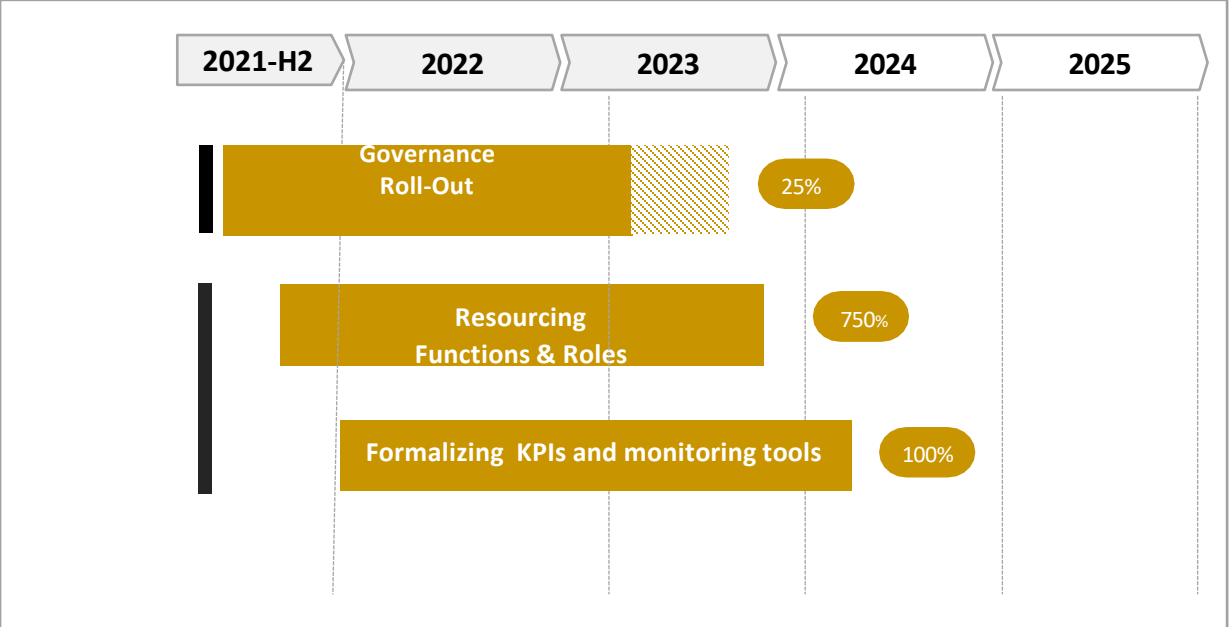 2021-H2
2022
2023
2024
2025
Governance
Roll-Out
25%
Resourcing
Functions & Roles
750%
Formalizing KPIs and monitoring tools
100%